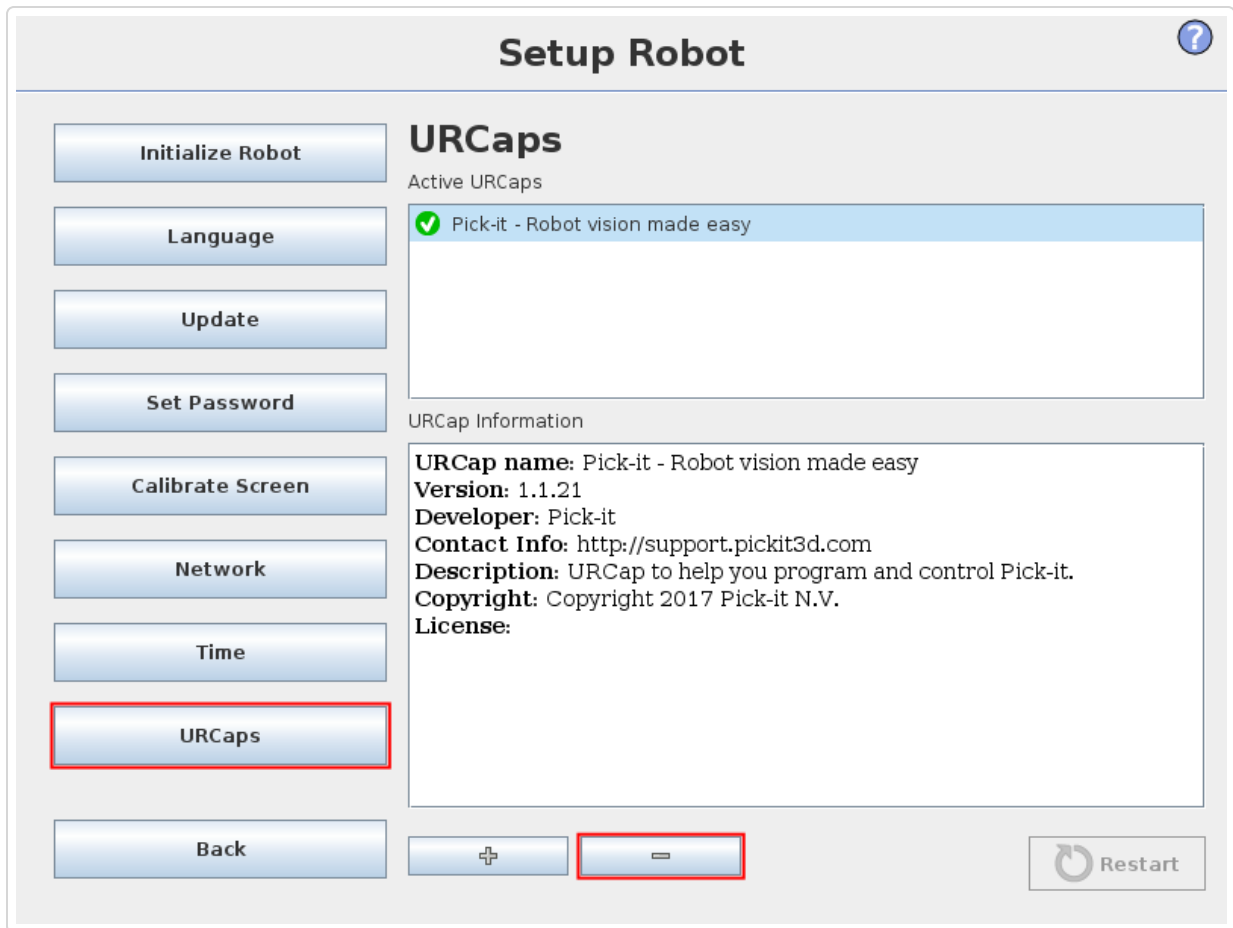 Setup Robot
?
Initialize Robot
Language
Update
Set Password
Calibrate Screen
Network
Time
URCaps
Back
URCaps
Active URCaps
Pick-it - Robot vision made easy
URCap Information
URCap name: Pick-it - Robot vision made easy
Version: 1.1.21
Developer: Pick-it
Contact Info: http://support.pickit3d.com
Description: URCap to help you program and control Pick-it.
Copyright: Copyright 2017 Pick-it N.V.
License:
Restart